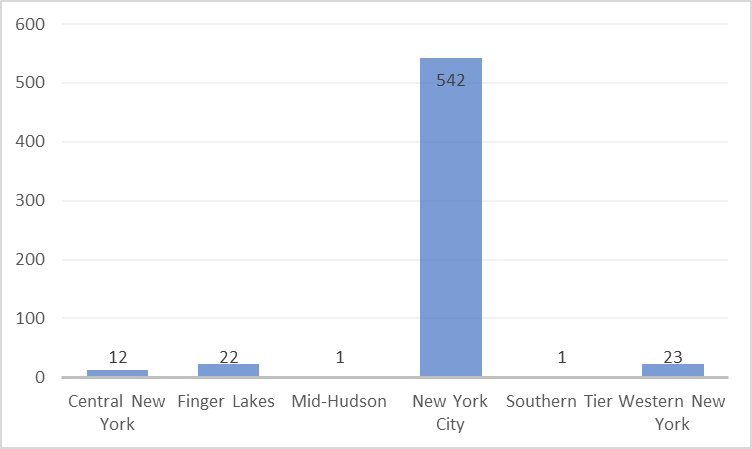 600
500
400
300
200
100
0
12
22
1
542
1
23
Central New
York
Finger Lakes
Mid-Hudson
New York
City
Southern Tier
Western New
York